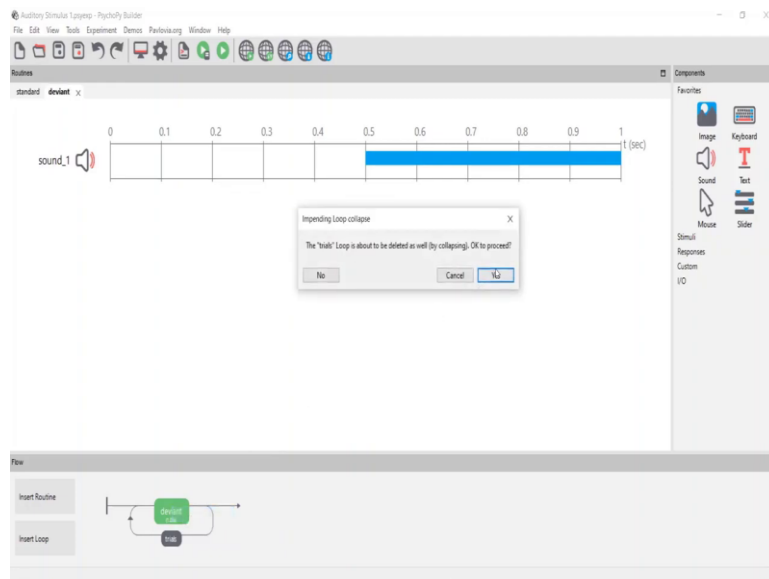 Auditory Stimulus 1.psyexp - PsychoPy Builder
File Edit View Tools Experiment Demos Pavlovia.org Window Help
Routines
Components
standard deviant
Favorites
0 0.1 0.2 0.3 0.4 0.5 0.6 0.7 0.8 0.9 1
t (sec)
sound_1
Image Keyboard
Sound Text
Mouse Slider
Stimuli
Responses
Custom
I/O
Impending Loop collapse
The "trials" Loop is about to be deleted as well (by collapsing). OK to proceed?
No Cancel Yes
Flow
Insert Routine
deviant
Insert Loop
trials